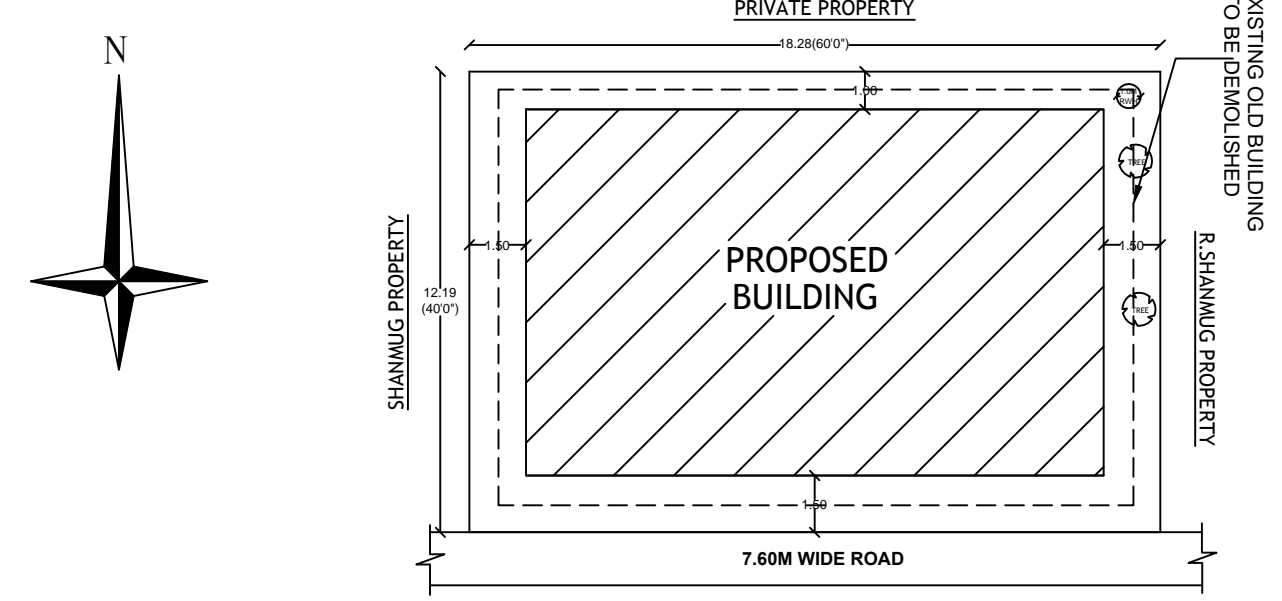 PRIVATE PROPERTY
N
18.28(60'0")
XISTING OLD BUILDING
TO BE DEMOLISHED
1.00
RWH
TREE
SHANMUG PROPERTY
1.50
PROPOSED
BUILDING
1.50
R.SHANMUG PROPERTY
12.19
(40'0")
TREE
1.50
7.60M WIDE ROAD